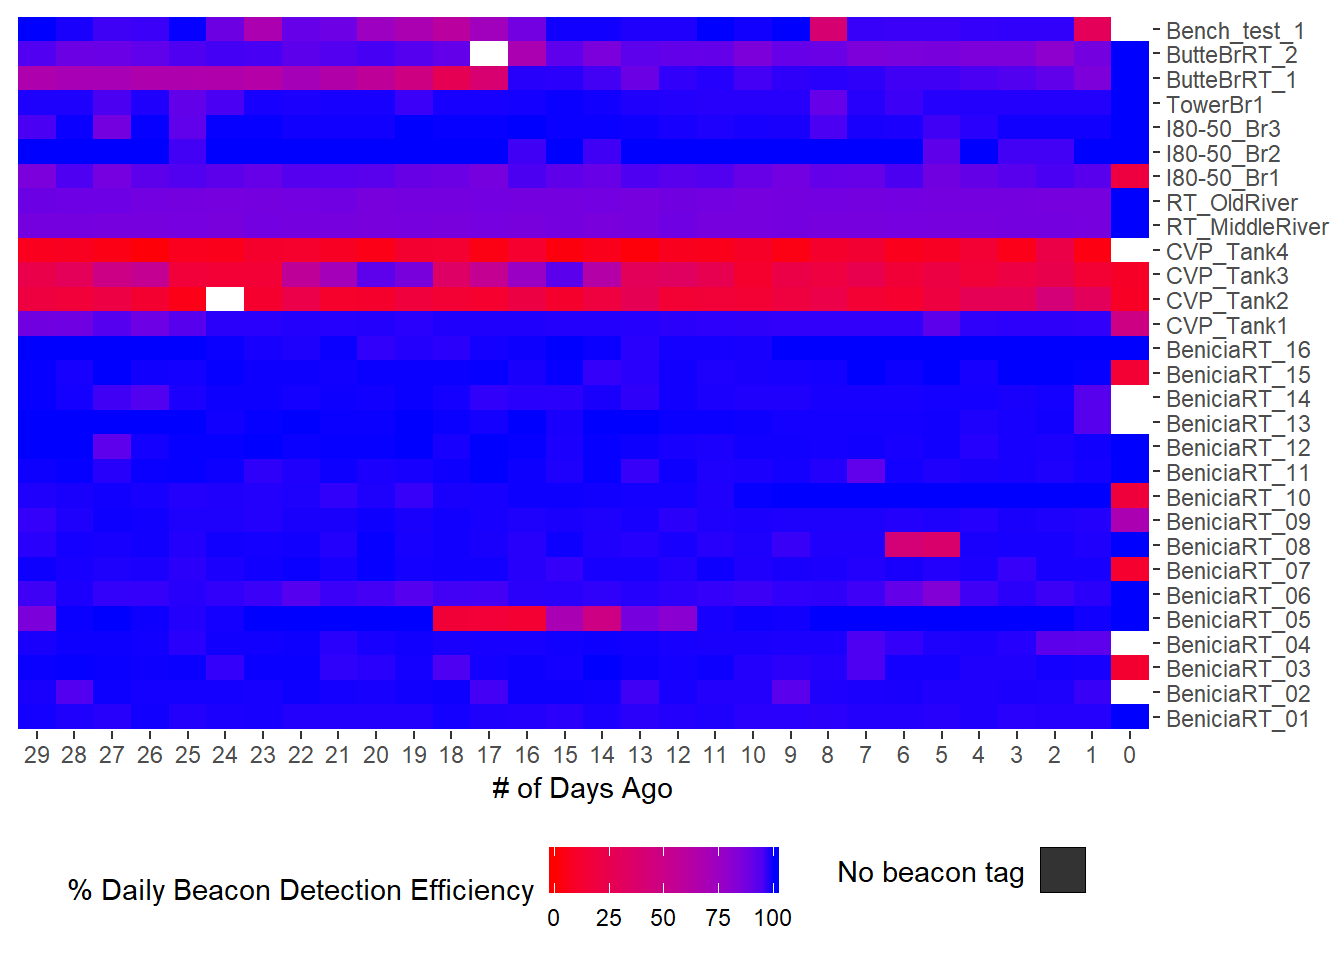 Bench_test_1
ButteBrRT_2
ButteBrRT_1
TowerBr1
I80-50_Br3
I80-50_Br2
I80-50_Br1
RT_OldRiver
RT_MiddleRiver
CVP_Tank4
CVP_Tank3
CVP_Tank2
CVP_Tank1
BeniciaRT_16
BeniciaRT_15
BeniciaRT_14
BeniciaRT_13
BeniciaRT_12
BeniciaRT_11
BeniciaRT_10
BeniciaRT_09
BeniciaRT_08
BeniciaRT_07
BeniciaRT_06
BeniciaRT_05
BeniciaRT_04
BeniciaRT_03
BeniciaRT_02
BeniciaRT_01
29 28 27 26 25 24 23 22 21 20 19 18 17 16 15 14 13 12 11 10 9 8 7 6 5 4 3 2 1 0
# of Days Ago
% Daily Beacon Detection Efficiency
0 25 50 75 100
No beacon tag